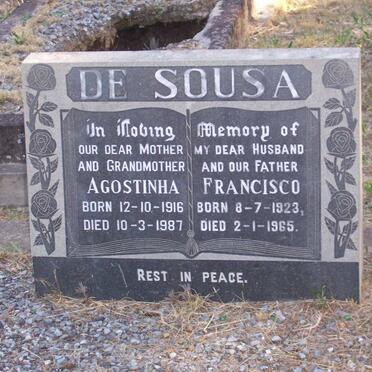 DE SOUSA
In Loving Memory of
OUR DEAR MOTHER
AND GRANDMOTHER
AGOSTINHA
BORN 12-10-1916
DIED 10-3-1987
MY DEAR HUSBAND
AND OUR FATHER
FRANCISCO
BORN 8-7-1923,
DIED 2-1-1965.
REST IN PEACE.